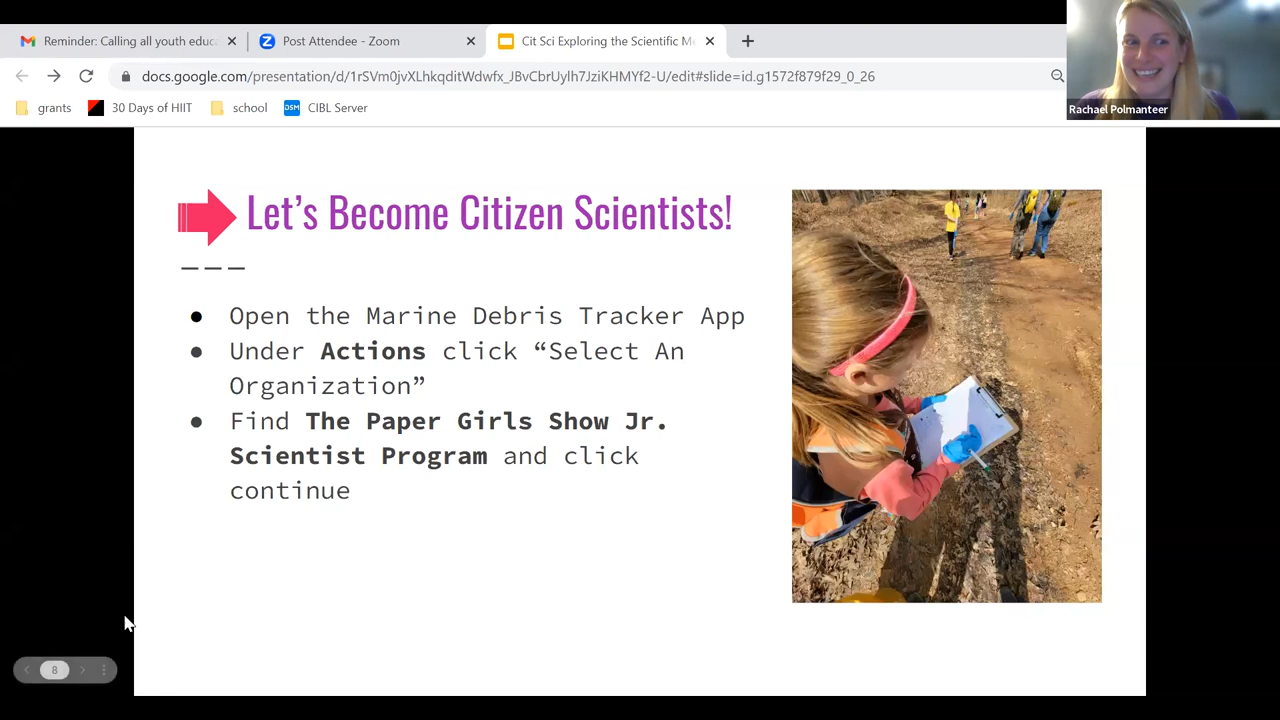 Reminder: Calling all youth educ
Post Attendee - Zoom
Cit Sci Exploring the Scientific Me
docs.google.com/presentation/d/1rSVm0jvXLhkqditWdwfx_JBvCbrUylh7JziKHMYf2-U/edit#slide=id.g1572f879f29_0_26
grants
30 Days of HIIT
school
DSM
CIBL Server
Rachael Polmanteer
Let’s Become Citizen Scientists!
● Open the Marine Debris Tracker App
● Under Actions click “Select An
Organization”
● Find The Paper Girls Show Jr.
Scientist Program and click
continue
8